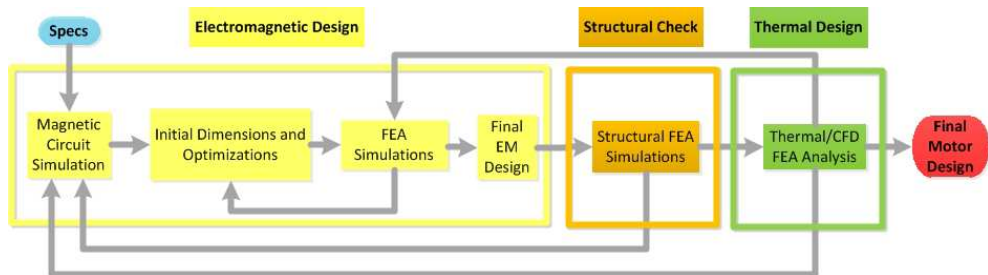 Specs
Electromagnetic Design
Structural Check
Thermal Design
Magnetic
Circuit
Simulation
Initial Dimensions and
Optimizations
FEA
Simulations
Final
EM
Design
Structural FEA
Simulations
Thermal/CFD
FEA Analysis
Final
Motor
Design